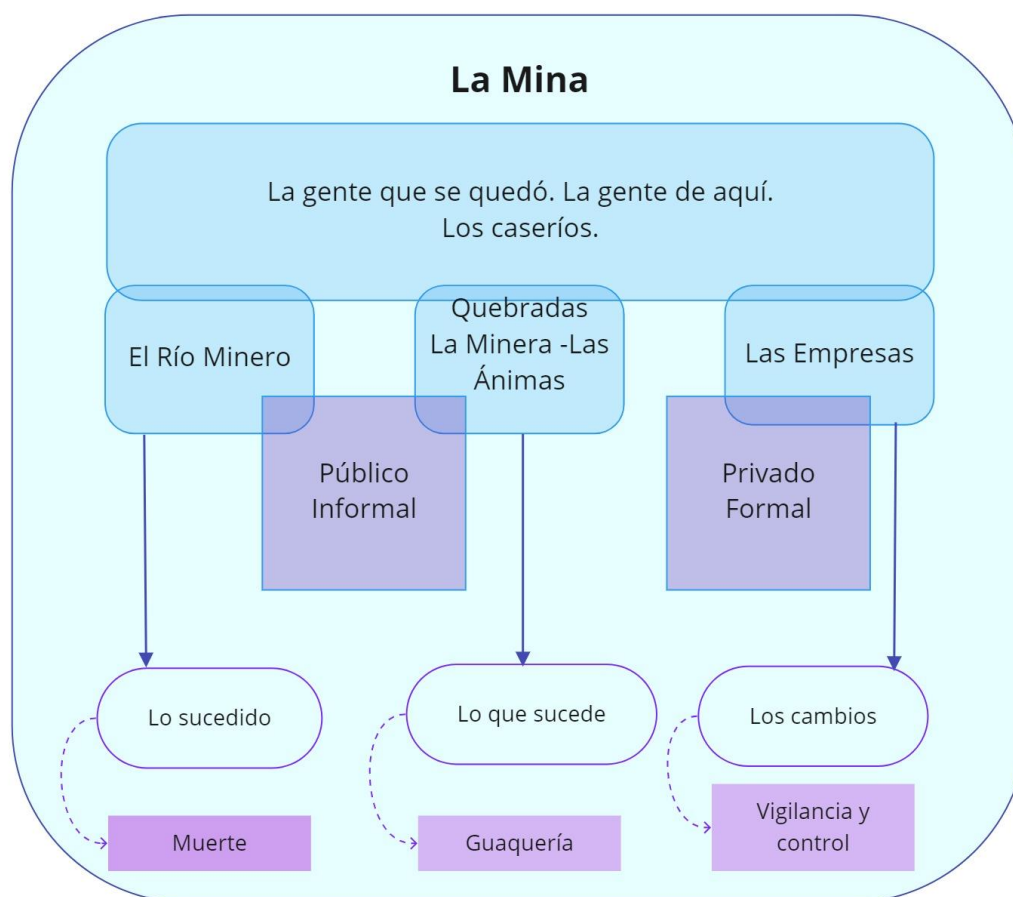 La Mina
La gente que se quedó. La gente de aquí.
Los caseríos.
El Río Minero
Quebradas
La Minera -Las
Ánimas
Las Empresas
Público
Informal
Privado
Formal
Lo sucedido
Lo que sucede
Los cambios
Muerte
Guaquería
Vigilancia y
control